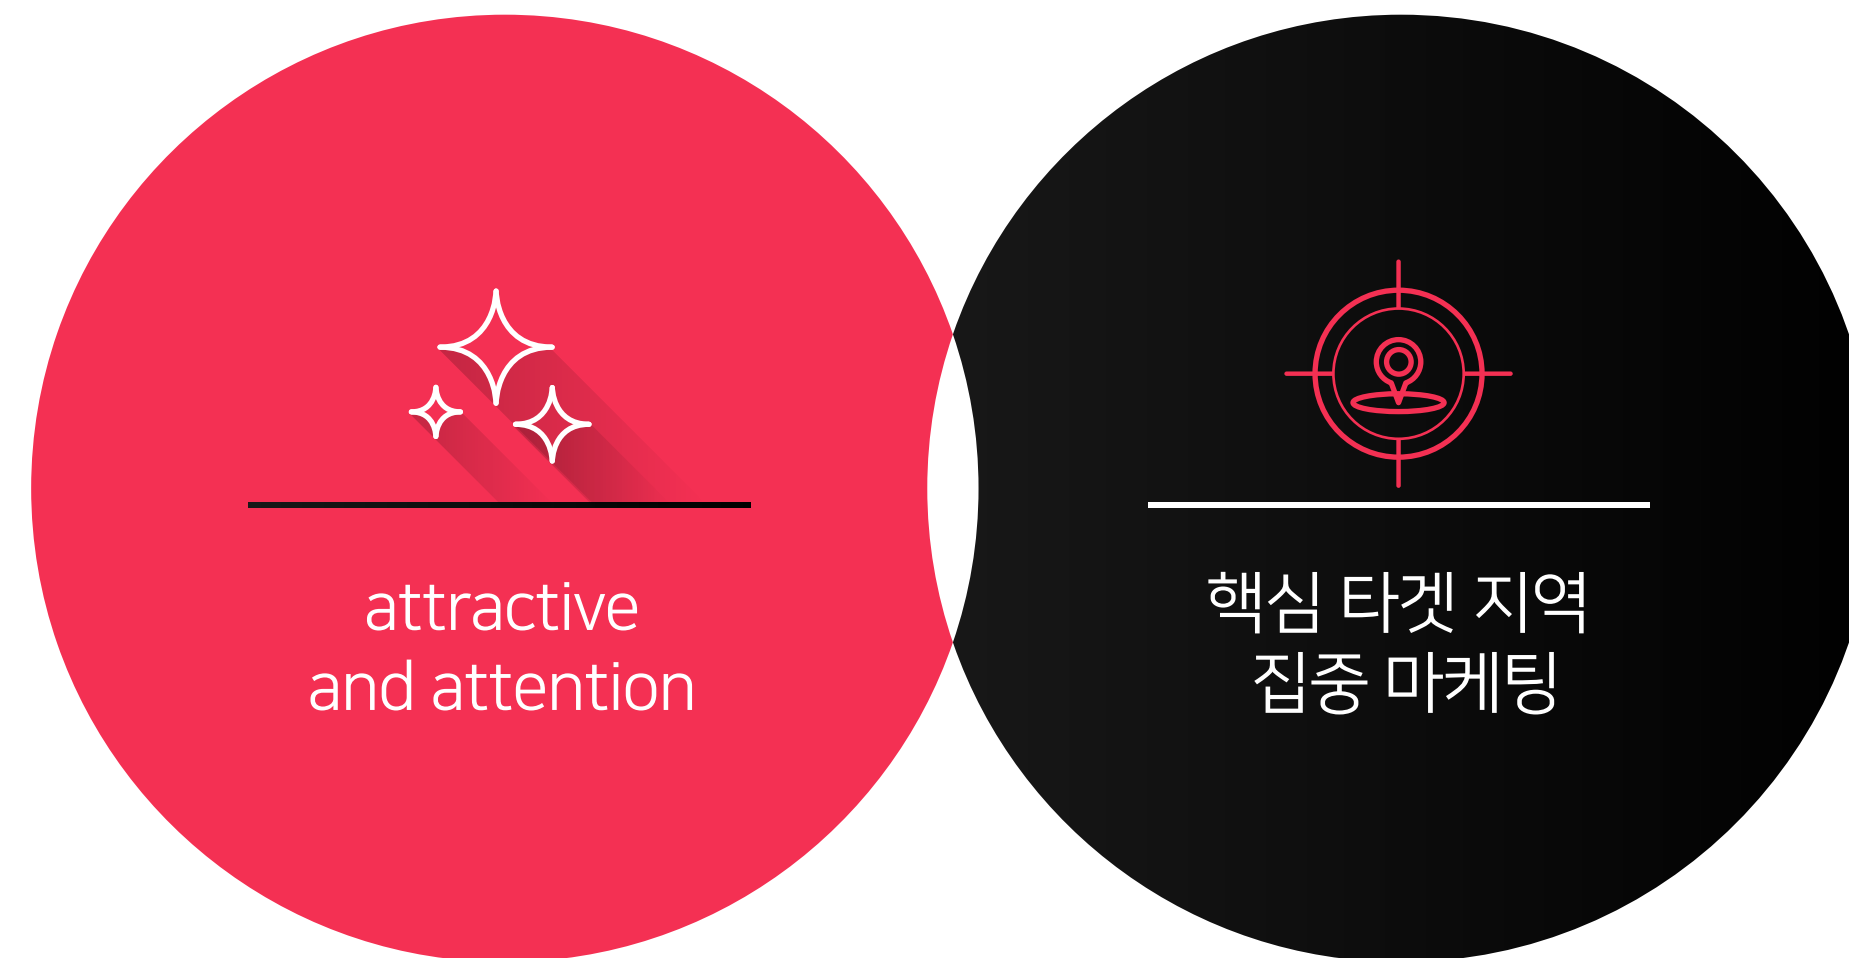 attractive
and attention
핵심 타겟 지역
집중 마케팅